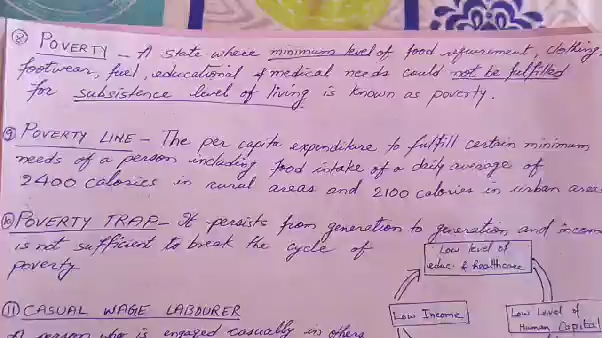 ⑧ POVERTY – A state where minimum level of food requirement, clothing,
footwear, fuel, educational & medical needs could not be fulfilled
for subsistence level of living is known as poverty.
⑨ POVERTY LINE – The per capita expenditure to fulfill certain minimum
needs of a person including food intake of a daily average of
2400 calories in rural areas and 2100 calories in urban areas
⑩ POVERTY TRAP – It persists from generation to generation, and income
is not sufficient to break the cycle of
poverty
Low level of
educ. & healthcare
Low Income
Low Level of
Human Capital
⑪ CASUAL WAGE LABOURER
A person who is engaged casually in others